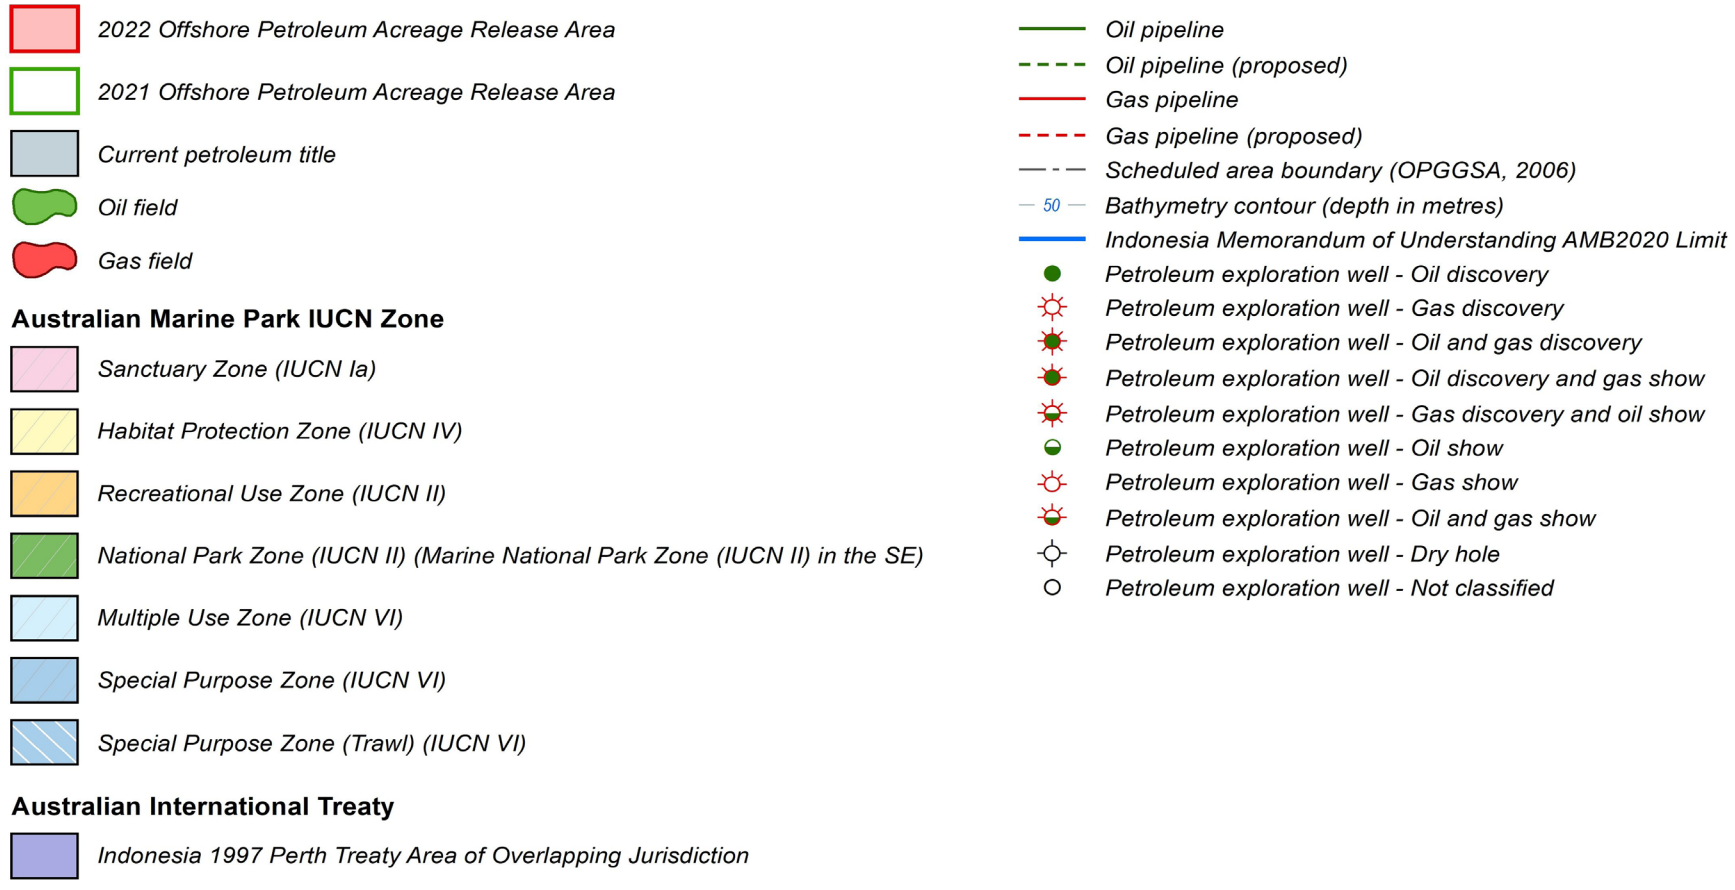 2022 Offshore Petroleum Acreage Release Area
2021 Offshore Petroleum Acreage Release Area
Current petroleum title
Oil field
Gas field
Australian Marine Park IUCN Zone
Sanctuary Zone (IUCN Ia)
Habitat Protection Zone (IUCN IV)
Recreational Use Zone (IUCN II)
National Park Zone (IUCN II) (Marine National Park Zone (IUCN II) in the SE)
Multiple Use Zone (IUCN VI)
Special Purpose Zone (IUCN VI)
Special Purpose Zone (Trawl) (IUCN VI)
Australian International Treaty
Indonesia 1997 Perth Treaty Area of Overlapping Jurisdiction
Oil pipeline
Oil pipeline (proposed)
Gas pipeline
Gas pipeline (proposed)
Scheduled area boundary (OPGGSA, 2006)
50 Bathymetry contour (depth in metres)
Indonesia Memorandum of Understanding AMB2020 Limit
Petroleum exploration well - Oil discovery
Petroleum exploration well - Gas discovery
Petroleum exploration well - Oil and gas discovery
Petroleum exploration well - Oil discovery and gas show
Petroleum exploration well - Gas discovery and oil show
Petroleum exploration well - Oil show
Petroleum exploration well - Gas show
Petroleum exploration well - Oil and gas show
Petroleum exploration well - Dry hole
Petroleum exploration well - Not classified